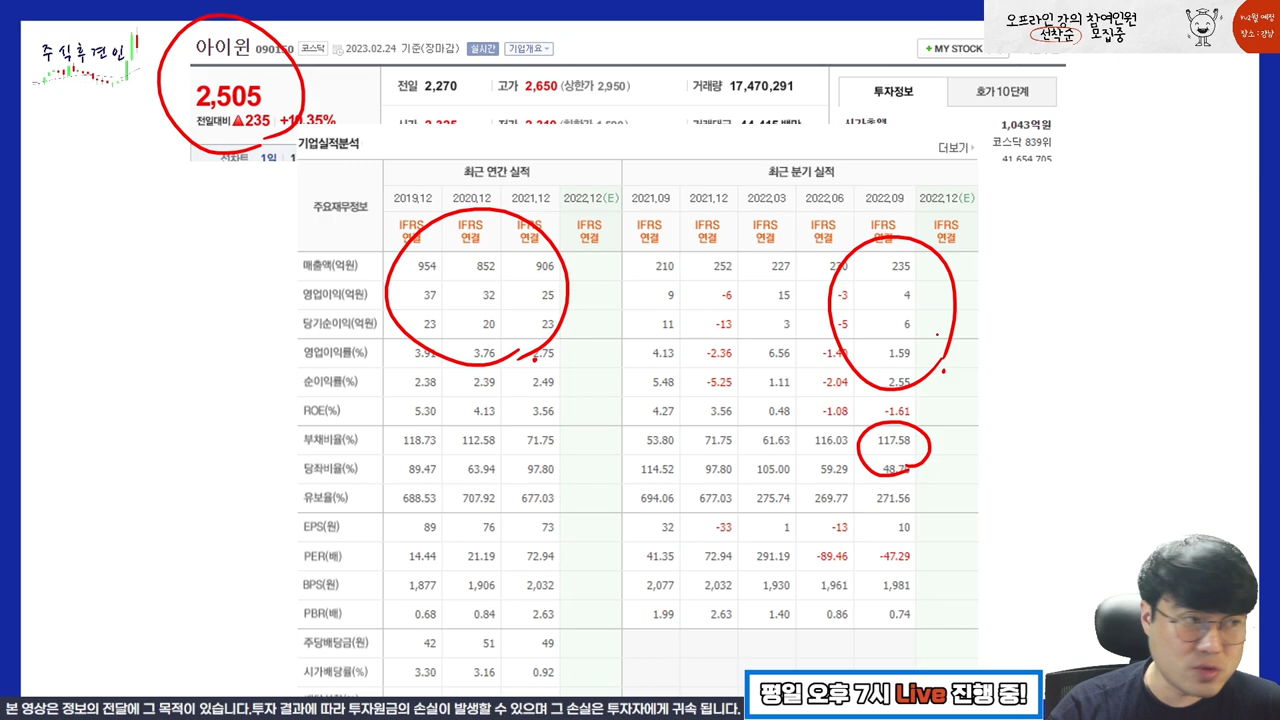 주식후견인
오프라인 강의 참여인원
선착순 모집중
장소 : 강남
아이윈 090150 코스닥 2023.02.24 기준(장마감) 실시간 기업개요
+ MY STOCK
2,505
전일대비 ▲235
전일 2,270 고가 2,650 (상한가 2,950) 거래량 17,470,291
투자정보 호가 10단계
1,043억원
코스닥 839위
41,654,705
선차트 1일
기업실적분석 더보기
주요재무정보 최근 연간 실적 최근 분기 실적
2019.12 2020.12 2021.12 2022.12(E) 2021.09 2021.12 2022.03 2022.06 2022.09 2022.12(E)
IFRS IFRS IFRS IFRS IFRS IFRS IFRS IFRS IFRS IFRS
연결 연결 연결 연결 연결 연결 연결 연결 연결 연결
매출액(억원) 954 852 906 210 252 227 235
영업이익(억원) 37 32 25 9 -6 15 -3 4
당기순이익(억원) 23 20 23 11 -13 3 -5 6
영업이익률(%) 3.76 2.75 4.13 -2.36 6.56 1.59
순이익률(%) 2.38 2.39 2.49 5.48 -5.25 1.11 -2.04 2.55
ROE(%) 5.30 4.13 3.56 4.27 3.56 0.48 -1.08 -1.61
부채비율(%) 118.73 112.58 71.75 53.80 71.75 61.63 116.03 117.58
당좌비율(%) 89.47 63.94 97.80 114.52 97.80 105.00 59.29
유보율(%) 688.53 707.92 677.03 694.06 677.03 275.74 269.77 271.56
EPS(원) 89 76 73 32 -33 1 -13 10
PER(배) 14.44 21.19 72.94 41.35 72.94 291.19 -89.46 -47.29
BPS(원) 1,877 1,906 2,032 2,077 2,032 1,930 1,961 1,981
PBR(배) 0.68 0.84 2.63 1.99 2.63 1.40 0.86 0.74
주당배당금(원) 42 51 49
시가배당률(%) 3.30 3.16 0.92
평일 오후 7시 Live 진행 중!
본 영상은 정보의 전달에 그 목적이 있습니다.투자 결과에 따라 투자원금의 손실이 발생할 수 있으며 그 손실은 투자자에게 귀속 됩니다.